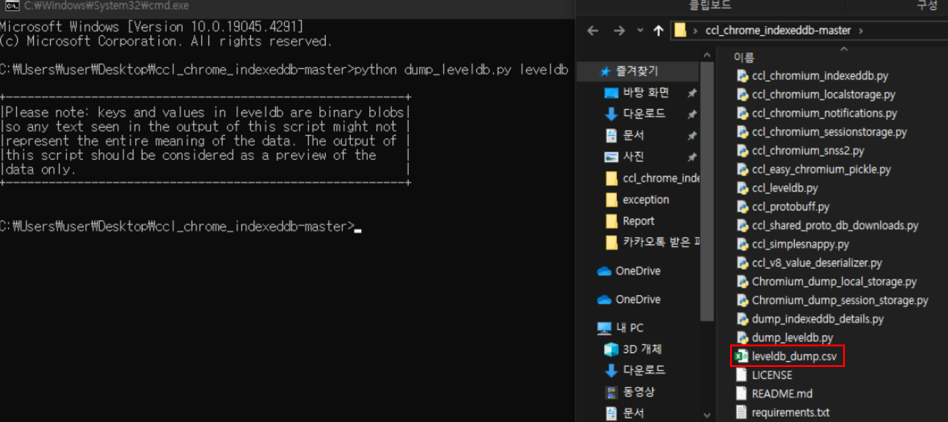 C:₩Windows₩System32₩cmd.exe
Microsoft Windows [Version 10.0.19045.4291]
(c) Microsoft Corporation. All rights reserved.
C:₩Users₩user₩Desktop₩ccl_chrome_indexeddb-master>python dump_leveldb.py leveldb
+----------------------------------------------------+
|Please note: keys and values in leveldb are binary blobs|
|so any text seen in the output of this script might not |
|represent the entire meaning of the data. The output of |
|this script should be considered as a preview of the |
|data only. |
+----------------------------------------------------+
C:₩Users₩user₩Desktop₩ccl_chrome_indexeddb-master>
클립보드
구성
ccl_chrome_indexeddb-master
즐겨찾기
바탕 화면
다운로드
문서
사진
ccl_chrome_inde
exception
Report
카카오톡 받은 파
OneDrive
OneDrive
내 PC
3D 개체
다운로드
동영상
문서
이름
ccl_chromium_indexeddb.py
ccl_chromium_localstorage.py
ccl_chromium_notifications.py
ccl_chromium_sessionstorage.py
ccl_chromium_snss2.py
ccl_easy_chromium_pickle.py
ccl_leveldb.py
ccl_protobuff.py
ccl_shared_proto_db_downloads.py
ccl_simplesnappy.py
ccl_v8_value_deserializer.py
Chromium_dump_local_storage.py
Chromium_dump_session_storage.py
dump_indexeddb_details.py
dump_leveldb.py
leveldb_dump.csv
LICENSE
README.md
requirements.txt